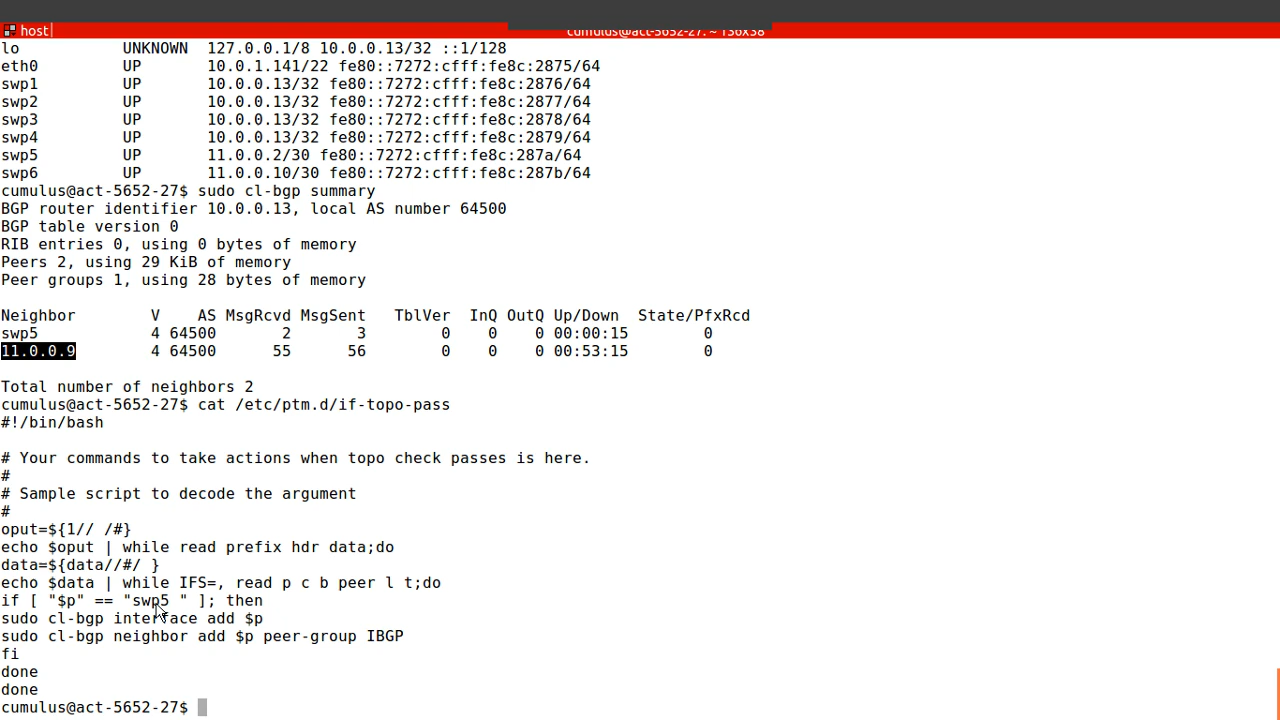 host
cumulus@act-5652-27: ~ 136x38
lo           UNKNOWN  127.0.0.1/8 10.0.0.13/32 ::1/128
eth0         UP       10.0.1.141/22 fe80::7272:cfff:fe8c:2875/64
swp1         UP       10.0.0.13/32 fe80::7272:cfff:fe8c:2876/64
swp2         UP       10.0.0.13/32 fe80::7272:cfff:fe8c:2877/64
swp3         UP       10.0.0.13/32 fe80::7272:cfff:fe8c:2878/64
swp4         UP       10.0.0.13/32 fe80::7272:cfff:fe8c:2879/64
swp5         UP       11.0.0.2/30 fe80::7272:cfff:fe8c:287a/64
swp6         UP       11.0.0.10/30 fe80::7272:cfff:fe8c:287b/64
cumulus@act-5652-27$ sudo cl-bgp summary
BGP router identifier 10.0.0.13, local AS number 64500
BGP table version 0
RIB entries 0, using 0 bytes of memory
Peers 2, using 29 KiB of memory
Peer groups 1, using 28 bytes of memory
Neighbor        V    AS MsgRcvd MsgSent   TblVer  InQ OutQ Up/Down  State/PfxRcd
swp5            4 64500       2       3        0    0    0 00:00:15        0
11.0.0.9        4 64500      55      56        0    0    0 00:53:15        0
Total number of neighbors 2
cumulus@act-5652-27$ cat /etc/ptm.d/if-topo-pass
#!/bin/bash
# Your commands to take actions when topo check passes is here.
#
# Sample script to decode the argument
#
oput=${1// /#}
echo $oput | while read prefix hdr data;do
data=${data//#/ }
echo $data | while IFS=, read p c b peer l t;do
if [ "$p" == "swp5 " ]; then
sudo cl-bgp interface add $p
sudo cl-bgp neighbor add $p peer-group IBGP
fi
done
done
cumulus@act-5652-27$